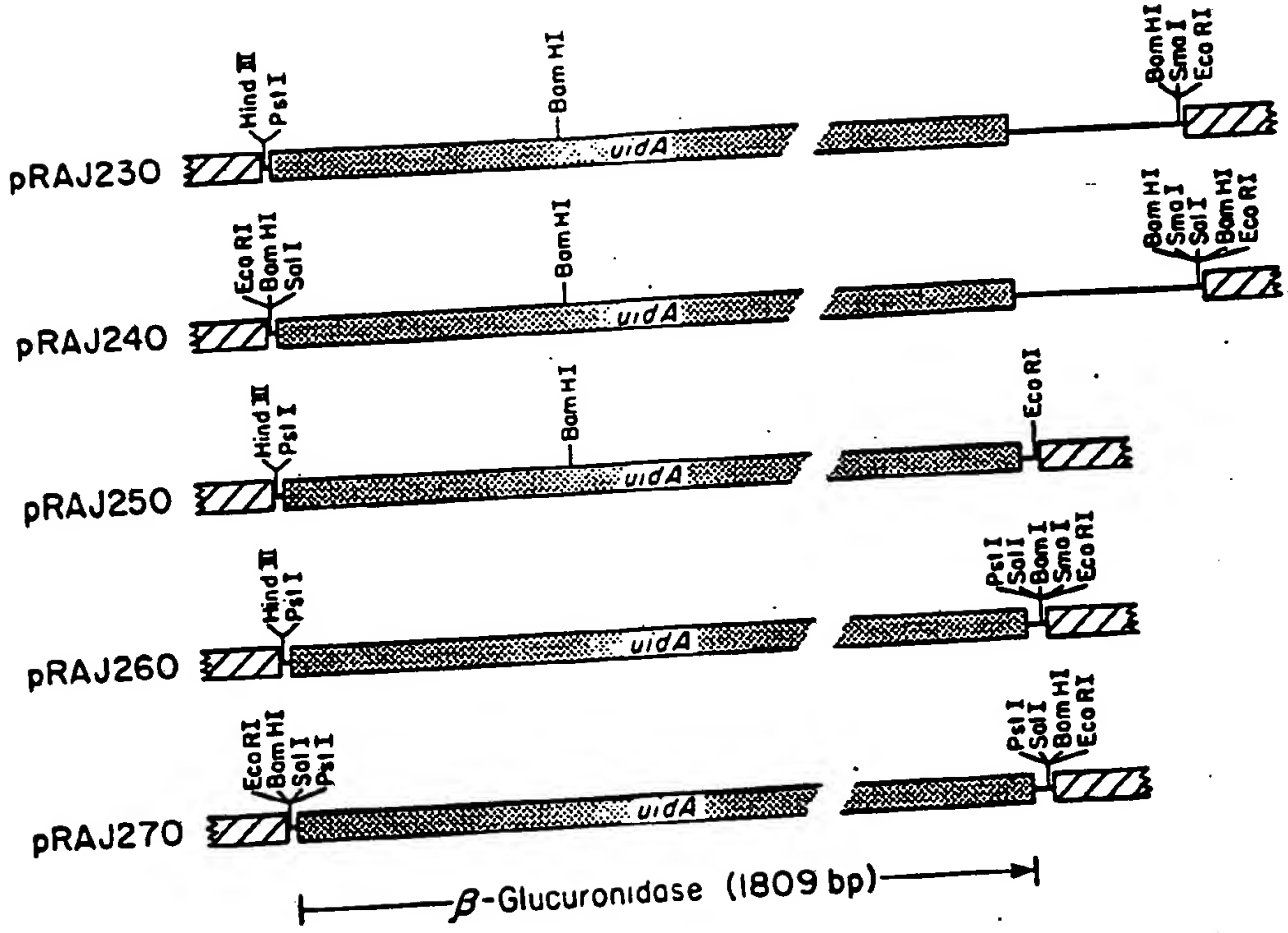 Hind III
Pst I
Bam HI
Bam HI
Sma I
Eco RI
pRAJ230
uidA
Eco RI
Bam HI
Sal I
Bam HI
Bam HI
Sma I
Sal I
Bam HI
Eco RI
pRAJ240
uidA
Hind III
Pst I
Bam HI
Eco RI
pRAJ250
uidA
Hind III
Pst I
Pst I
Sal I
Bam I
Sma I
Eco RI
pRAJ260
uidA
Eco RI
Bam HI
Sal I
Pst I
Pst I
Sal I
Bam HI
Eco RI
pRAJ270
uidA
β-Glucuronidase (1809 bp)